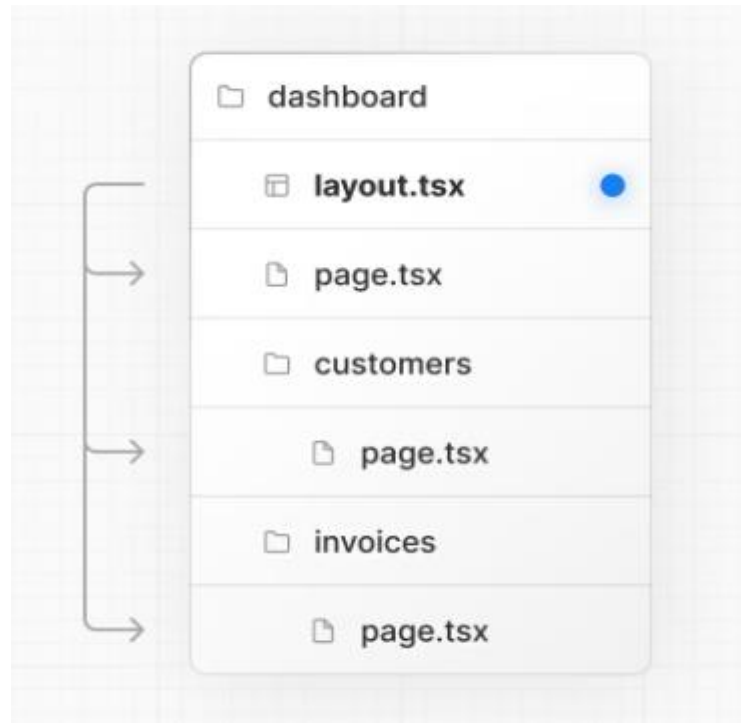 dashboard
layout.tsx
page.tsx
customers
page.tsx
invoices
page.tsx